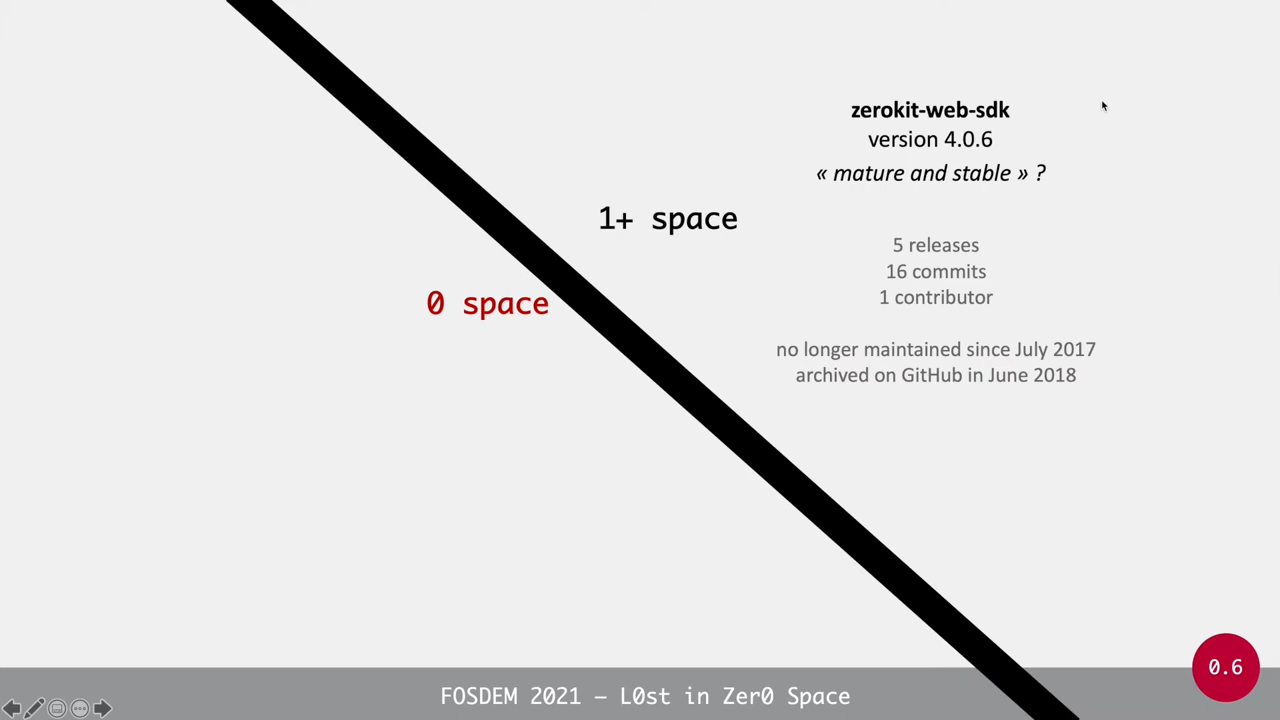 zerokit-web-sdk
version 4.0.6
« mature and stable » ?
1+ space
5 releases
16 commits
1 contributor
0 space
no longer maintained since July 2017
archived on GitHub in June 2018
0.6
FOSDEM 2021 – L0st in Zer0 Space